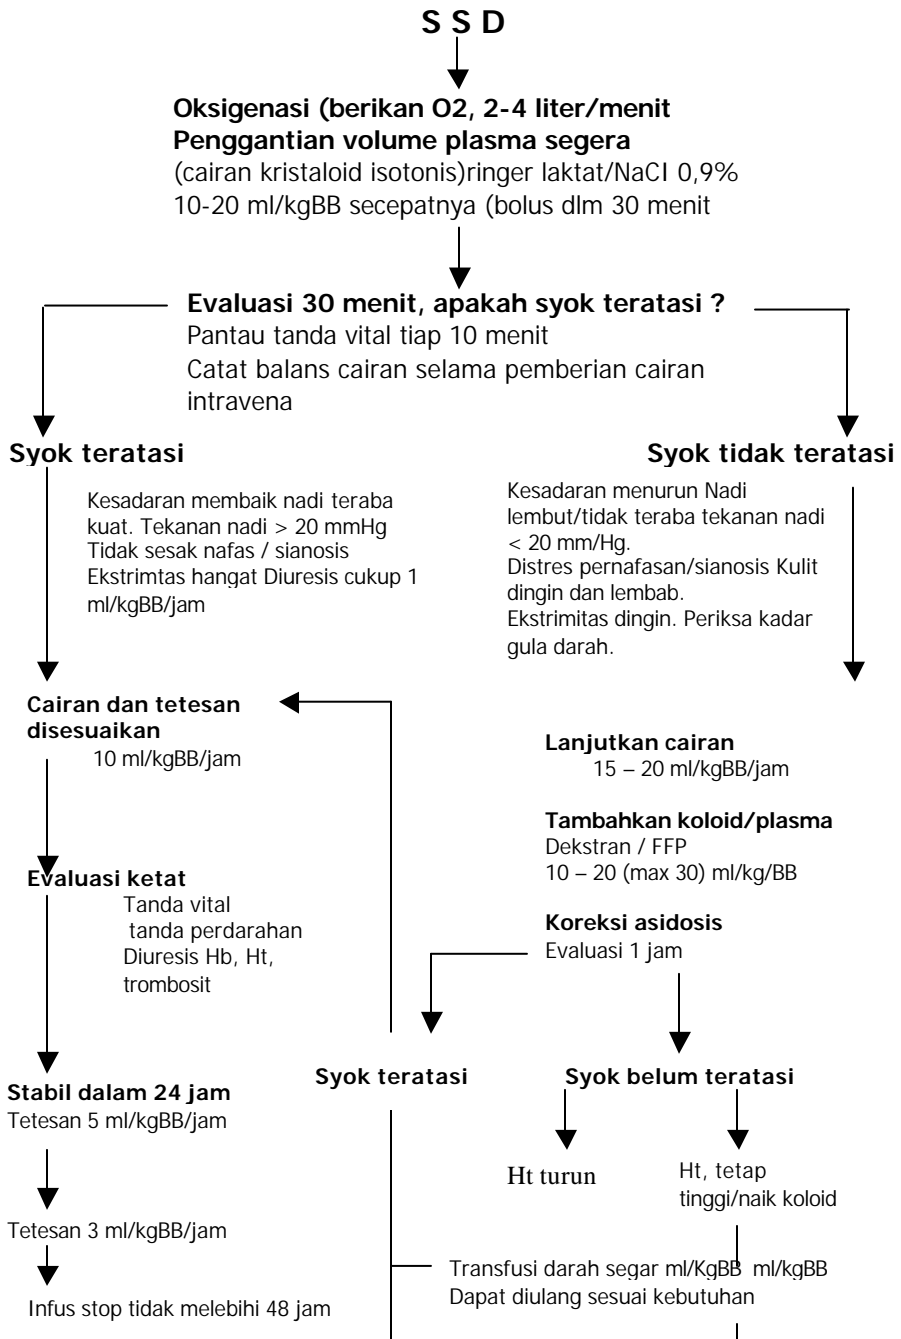 S S D
Oksigenasi (berikan O2, 2-4 liter/menit
Penggantian volume plasma segera
(cairan kristaloid isotonis)ringer laktat/NaCl 0,9%
10-20 ml/kgBB secepatnya (bolus dlm 30 menit
Evaluasi 30 menit, apakah syok teratasi ?
Pantau tanda vital tiap 10 menit
Catat balans cairan selama pemberian cairan
intravena
Syok teratasi
Kesadaran membaik nadi teraba
kuat. Tekanan nadi > 20 mmHg
Tidak sesak nafas / sianosis
Ekstrimtas hangat Diuresis cukup 1
ml/kgBB/jam
Syok tidak teratasi
Kesadaran menurun Nadi
lembut/tidak teraba tekanan nadi
< 20 mm/Hg.
Distres pernafasan/sianosis Kulit
dingin dan lembab.
Ekstrimitas dingin. Periksa kadar
gula darah.
Cairan dan tetesan
disesuaikan
10 ml/kgBB/jam
Lanjutkan cairan
15 – 20 ml/kgBB/jam
Tambahkan koloid/plasma
Dekstran / FFP
10 – 20 (max 30) ml/kg/BB
Koreksi asidosis
Evaluasi 1 jam
Evaluasi ketat
Tanda vital
tanda perdarahan
Diuresis Hb, Ht,
trombosit
Stabil dalam 24 jam
Tetesan 5 ml/kgBB/jam
Syok teratasi
Syok belum teratasi
Ht turun
Ht, tetap
tinggi/naik koloid
Tetesan 3 ml/kgBB/jam
Infus stop tidak melebihi 48 jam
Transfusi darah segar ml/KgBB ml/kgBB
Dapat diulang sesuai kebutuhan